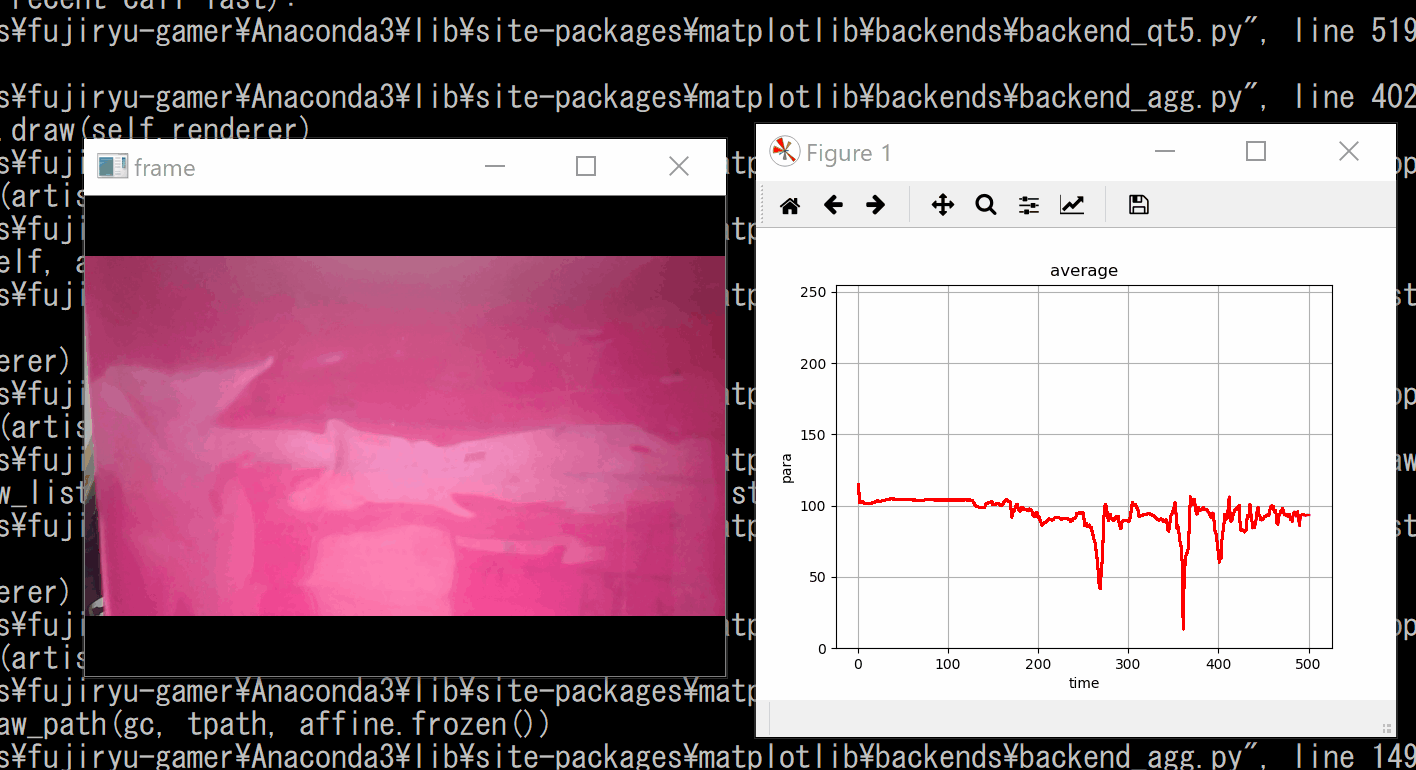 recent call last):
s¥fujiryu-gamer¥Anaconda3¥lib¥site-packages¥matplotlib¥backends¥backend_qt5.py", line 519
s¥fujiryu-gamer¥Anaconda3¥lib¥site-packages¥matplotlib¥backends¥backend_agg.py", line 402
.draw(self.renderer)
s¥fuji
(artis
s¥fuji
elf, a
s¥fuji
erer)
s¥fuji
(artis
s¥fuji
w_list
s¥fuji
erer)
s¥fuji
(artis
s¥fujiryu-gamer¥Anaconda3¥lib¥site-packages¥matp
aw_path(gc, tpath, affine.frozen())
s¥fujiryu-gamer¥Anaconda3¥lib¥site-packages¥matplotlib¥backends¥backend_agg.py", line 149
frame
Figure 1
average
250
200
150
100
50
0
para
0 100 200 300 400 500
time